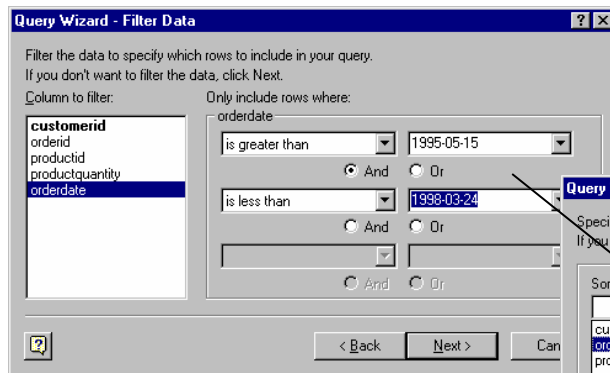 Query Wizard - Filter Data
Filter the data to specify which rows to include in your query.
If you don't want to filter the data, click Next.
Column to filter:
Only include rows where:
customerid
orderid
productid
productquantity
orderdate
orderdate
is greater than 1995-05-15
And Or
is less than 1998-03-24
And Or
And Or
< Back Next > Can
Query
Speci
If you
Sor
cu
ord
pro